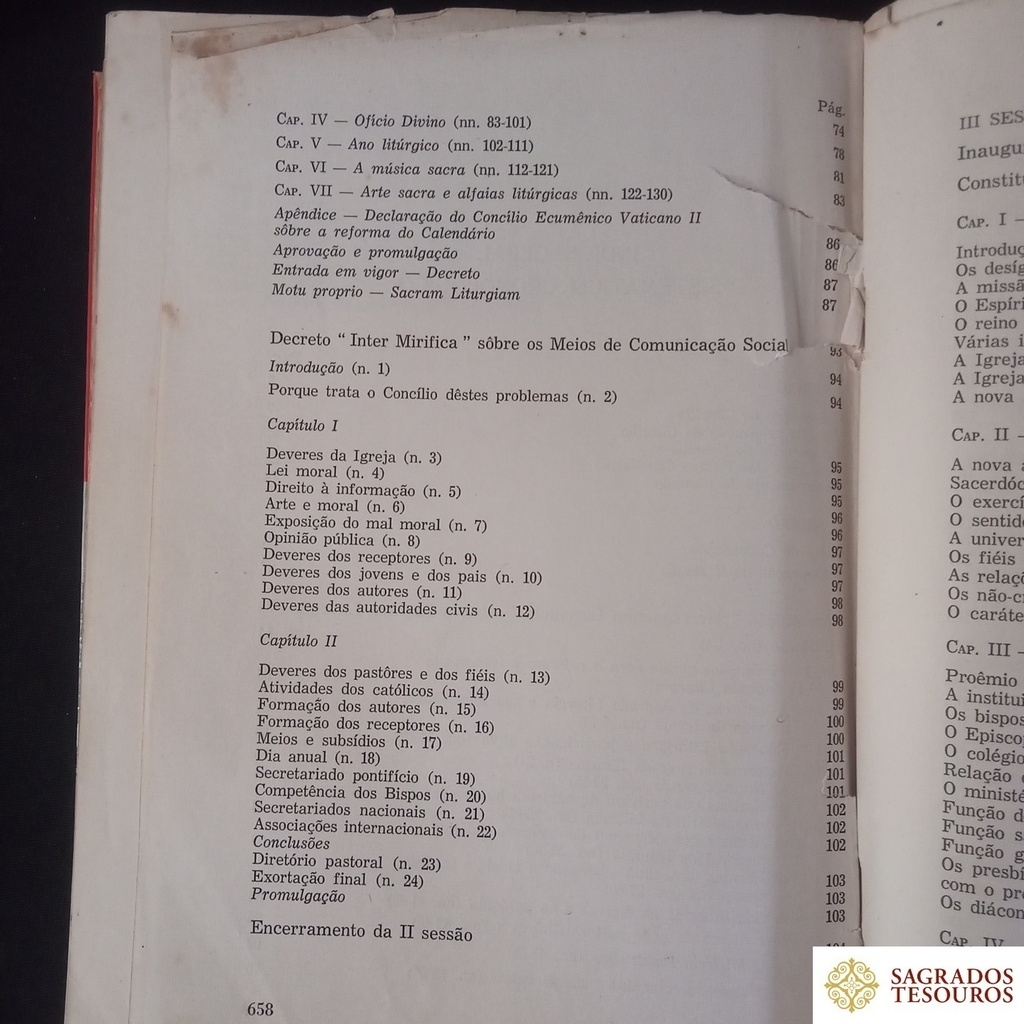 Pág.
CAP. IV — Ofício Divino (nn. 83-101) 74
CAP. V — Ano litúrgico (nn. 102-111) 78
CAP. VI — A música sacra (nn. 112-121) 81
CAP. VII — Arte sacra e alfaias litúrgicas (nn. 122-130) 83
Apêndice — Declaração do Concílio Ecumênico Vaticano II
sôbre a reforma do Calendário 86
Aprovação e promulgação 86
Entrada em vigor — Decreto 87
Motu proprio — Sacram Liturgiam 87
Decreto " Inter Mirifica " sôbre os Meios de Comunicação Social 93
Introdução (n. 1) 94
Porque trata o Concílio dêstes problemas (n. 2) 94
Capítulo I
Deveres da Igreja (n. 3) 95
Lei moral (n. 4) 95
Direito à informação (n. 5) 95
Arte e moral (n. 6) 96
Exposição do mal moral (n. 7) 96
Opinião pública (n. 8) 97
Deveres dos receptores (n. 9) 97
Deveres dos jovens e dos pais (n. 10) 97
Deveres dos autores (n. 11) 98
Deveres das autoridades civis (n. 12) 98
Capítulo II
Deveres dos pastôres e dos fiéis (n. 13) 99
Atividades dos católicos (n. 14) 99
Formação dos autores (n. 15) 100
Formação dos receptores (n. 16) 100
Meios e subsídios (n. 17) 101
Dia anual (n. 18) 101
Secretariado pontifício (n. 19) 101
Competência dos Bispos (n. 20) 102
Secretariados nacionais (n. 21) 102
Associações internacionais (n. 22) 102
Conclusões
Diretório pastoral (n. 23) 103
Exortação final (n. 24) 103
Promulgação 103
Encerramento da II sessão
658
III SES
Inaugu
Constitu
CAP. I —
Introduç
Os desíg
A missã
O Espíri
O reino
Várias i
A Igreja
A Igreja
A nova
CAP. II -
A nova a
Sacerdóc
O exercí
O sentid
A univer
Os fiéis
As relaçõ
Os não-c
O caráte
CAP. III -
Proêmio
A institui
Os bispos
O Episco
O colégio
Relação
O ministé
Função d
Função s
Função g
Os presbí
com o pr
Os diácon
CAP. IV
SAGRADOS
TESOUROS